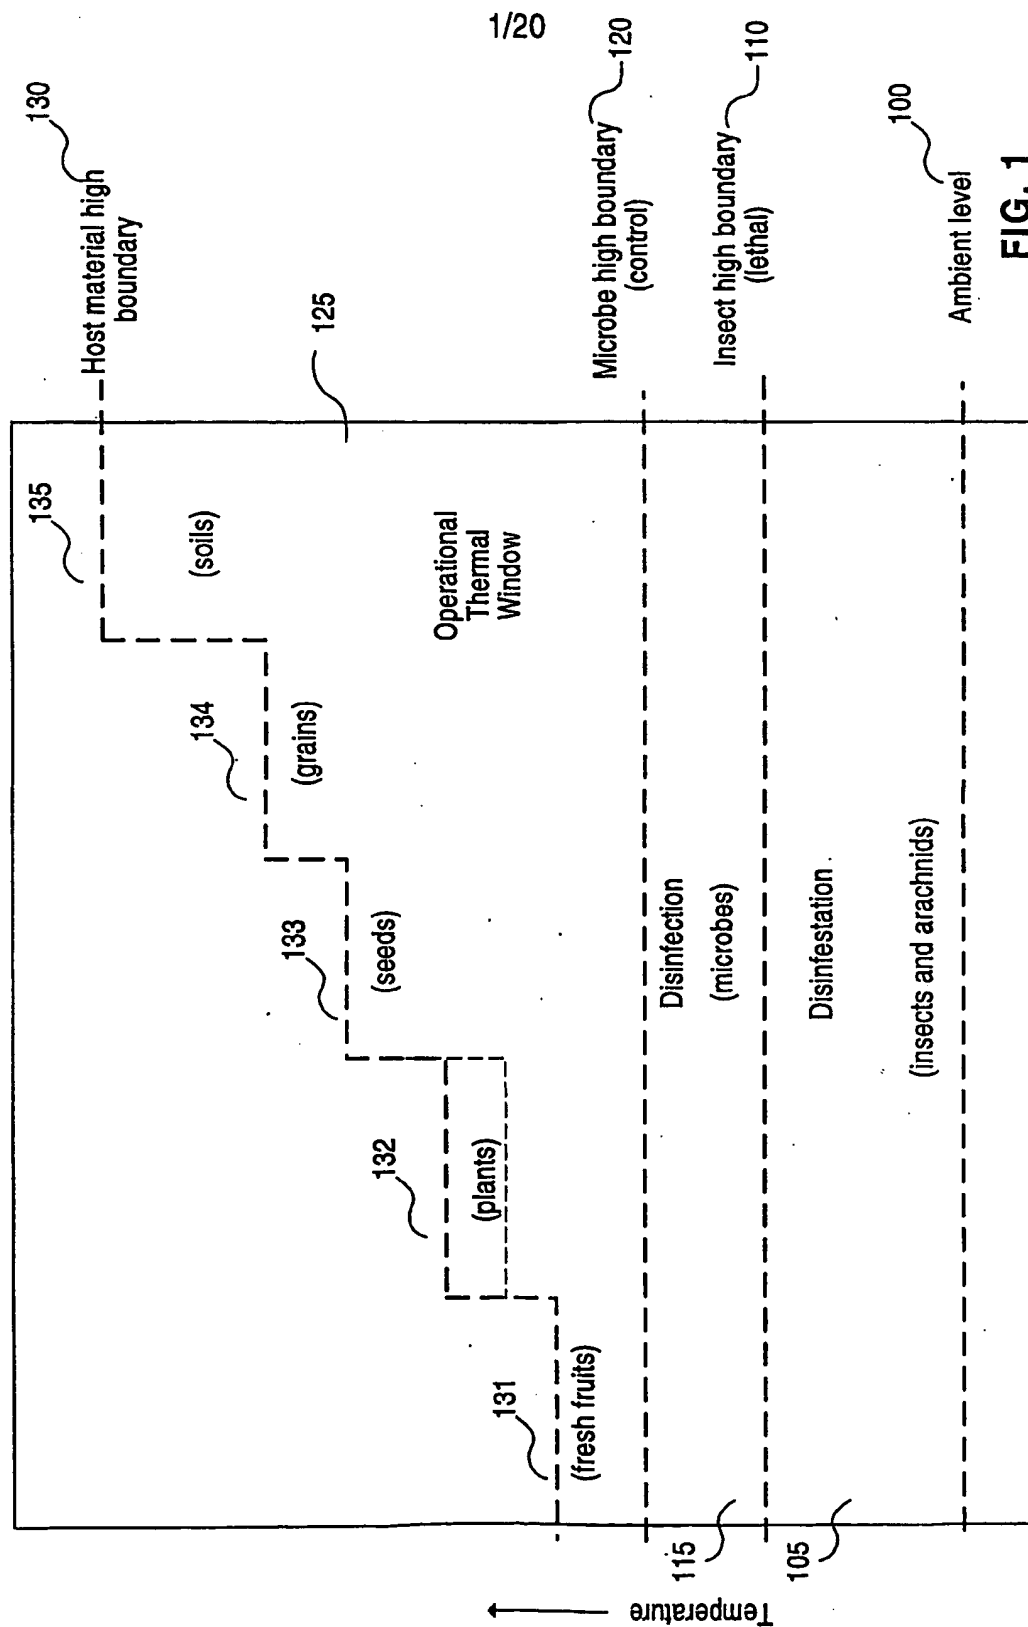 1/20
130
Host material high
boundary
135
(soils)
125
134
(grains)
133
(seeds)
Operational
Thermal
Window
132
(plants)
131
(fresh fruits)
120
Microbe high boundary
(control)
Disinfection
(microbes)
115
110
Insect high boundary
(lethal)
Disinfestation
105
(insects and arachnids)
100
Ambient level
Temperature
FIG. 1